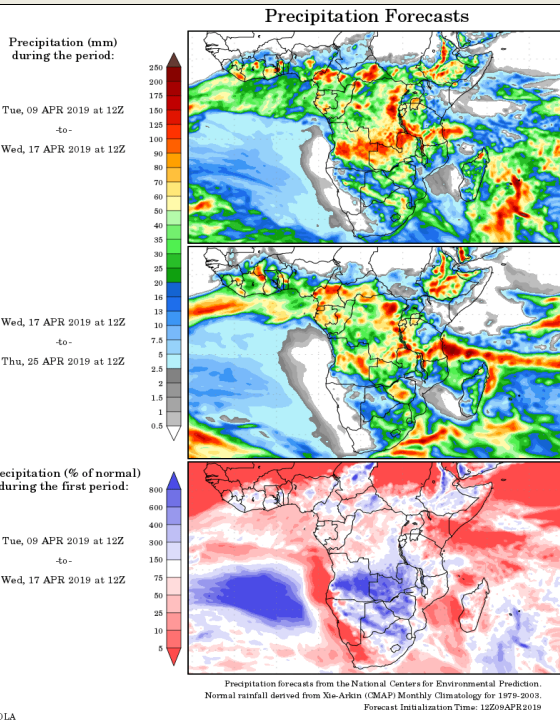 Precipitation Forecasts
Precipitation (mm)
during the period:
Tue, 09 APR 2019 at 12Z
-to-
Wed, 17 APR 2019 at 12Z
250
200
175
150
125
100
90
80
70
60
50
40
35
30
25
20
16
13
10
7.5
5
2.5
2
1.5
1
0.5
Wed, 17 APR 2019 at 12Z
-to-
Thu, 25 APR 2019 at 12Z
ecipitation (% of normal)
during the first period:
Tue, 09 APR 2019 at 12Z
-to-
Wed, 17 APR 2019 at 12Z
800
600
400
300
150
75
50
25
10
5
Precipitation forecasts from the National Centers for Environmental Prediction.
Normal rainfall derived from Xie-Arkin (CMAP) Monthly Climatology for 1979-2003.
Forecast Initialization Time: 12Z09APR2019
OLA